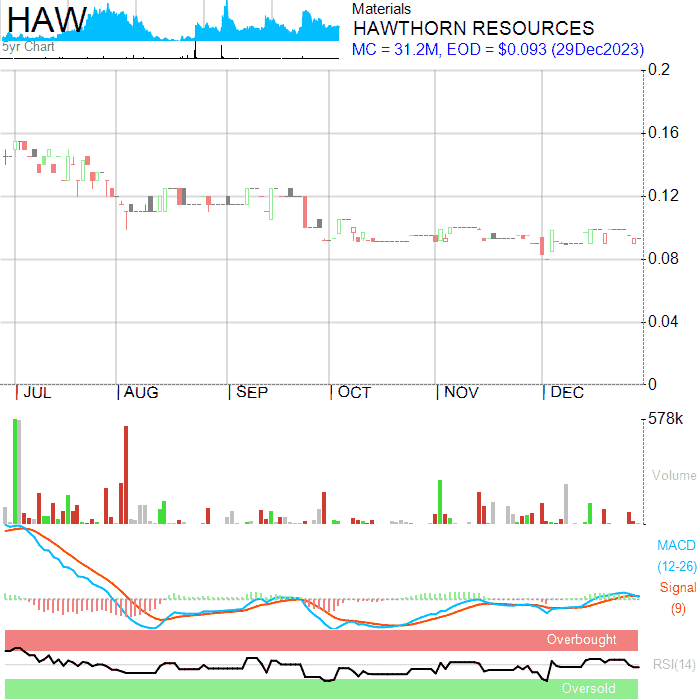 HAW
5yr Chart
Materials
HAWTHORN RESOURCES
MC = 31.2M, EOD = $0.093 (29Dec2023)
0.2
0.16
0.12
0.08
0.04
0
JUL AUG SEP OCT NOV DEC
578k
Volume
MACD
(12-26)
Signal
(9)
Overbought
RSI(14)
Oversold